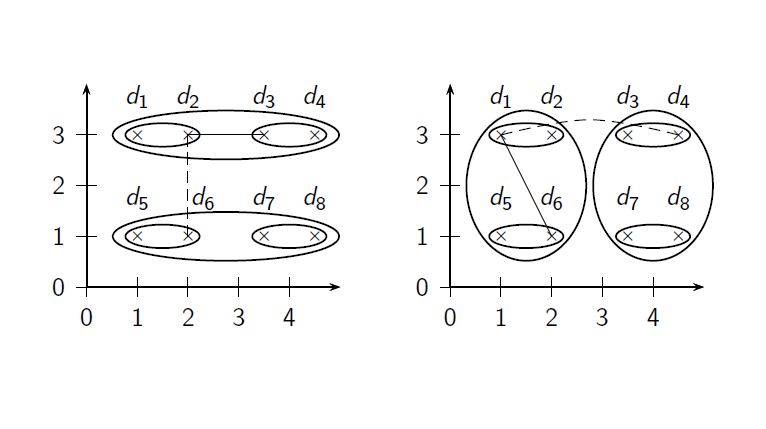 d₁ d₂ d₃ d₄ d₁ d₂ d₃ d₄
3 3
2 2
d₅ d₆ d₇ d₈ d₅ d₆ d₇ d₈
1 1
0 0
0 1 2 3 4 0 1 2 3 4